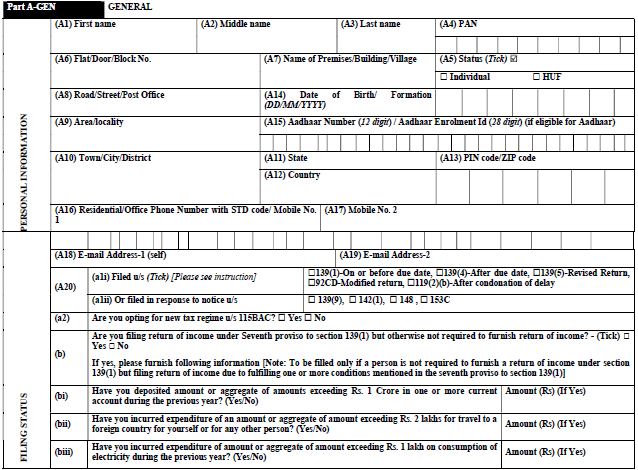 Part A-GEN GENERAL
(A1) First name (A2) Middle name (A3) Last name (A4) PAN
(A6) Flat/Door/Block No. (A7) Name of Premises/Building/Village (A5) Status (Tick) ☑
☐ Individual ☐ HUF
(A8) Road/Street/Post Office (A14) Date of Birth/ Formation
(DD/MM/YYYY)
(A9) Area/locality (A15) Aadhaar Number (12 digit) / Aadhaar Enrolment Id (28 digit) (if eligible for Aadhaar)
(A10) Town/City/District (A11) State (A13) PIN code/ZIP code
(A12) Country
PERSONAL INFORMATION
(A16) Residential/Office Phone Number with STD code/ Mobile No. (A17) Mobile No. 2
1
(A18) E-mail Address-1 (self) (A19) E-mail Address-2
(A20) (a1i) Filed u/s (Tick) [Please see instruction] ☐139(1)-On or before due date, ☐139(4)-After due date, ☐139(5)-Revised Return,
☐92CD-Modified return, ☐119(2)(b)-After condonation of delay
(a1ii) Or filed in response to notice u/s ☐ 139(9), ☐ 142(1), ☐ 148 , ☐ 153C
(a2) Are you opting for new tax regime u/s 115BAC? ☐ Yes ☐ No
(b) Are you filing return of income under Seventh proviso to section 139(1) but otherwise not required to furnish return of income? - (Tick) ☐
Yes ☐ No
If yes, please furnish following information [Note: To be filled only if a person is not required to furnish a return of income under section
139(1) but filing return of income due to fulfilling one or more conditions mentioned in the seventh proviso to section 139(1)]
FILING STATUS
(bi) Have you deposited amount or aggregate of amounts exceeding Rs. 1 Crore in one or more current Amount (Rs) (If Yes)
account during the previous year? (Yes/No)
(bii) Have you incurred expenditure of an amount or aggregate of amount exceeding Rs. 2 lakhs for travel to a Amount (Rs) (If Yes)
foreign country for yourself or for any other person? (Yes/No)
(biii) Have you incurred expenditure of amount or aggregate of amount exceeding Rs. 1 lakh on consumption of Amount (Rs) (If Yes)
electricity during the previous year? (Yes/No)